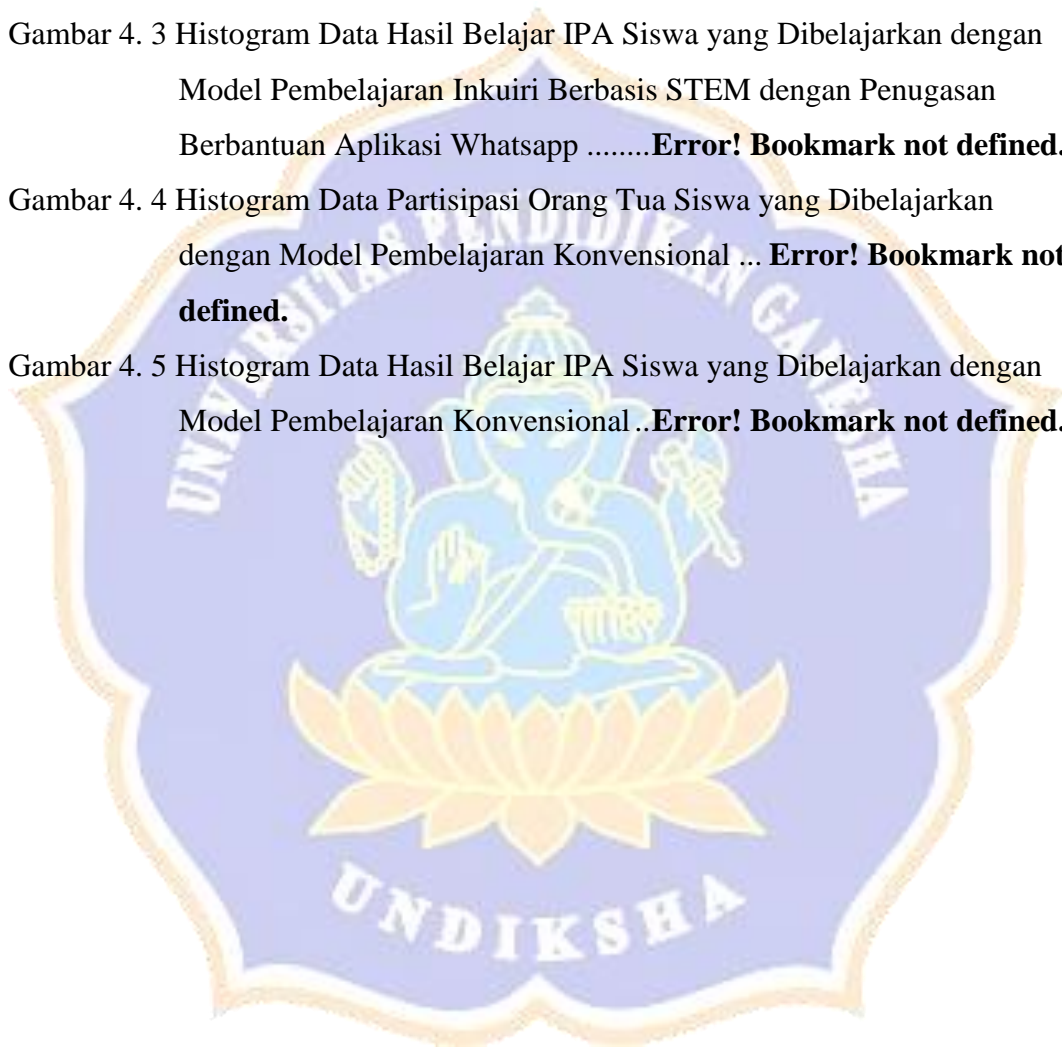 Gambar 4. 3 Histogram Data Hasil Belajar IPA Siswa yang Dibelajarkan dengan
Model Pembelajaran Inkuiri Berbasis STEM dengan Penugasan
Berbantuan Aplikasi Whatsapp ........Error! Bookmark not defined.
Gambar 4. 4 Histogram Data Partisipasi Orang Tua Siswa yang Dibelajarkan
dengan Model Pembelajaran Konvensional ... Error! Bookmark not
defined.
Gambar 4. 5 Histogram Data Hasil Belajar IPA Siswa yang Dibelajarkan dengan
Model Pembelajaran Konvensional ..Error! Bookmark not defined.
UNIVERSITAS PENDIDIKAN GANESHA
UNDIKSHA